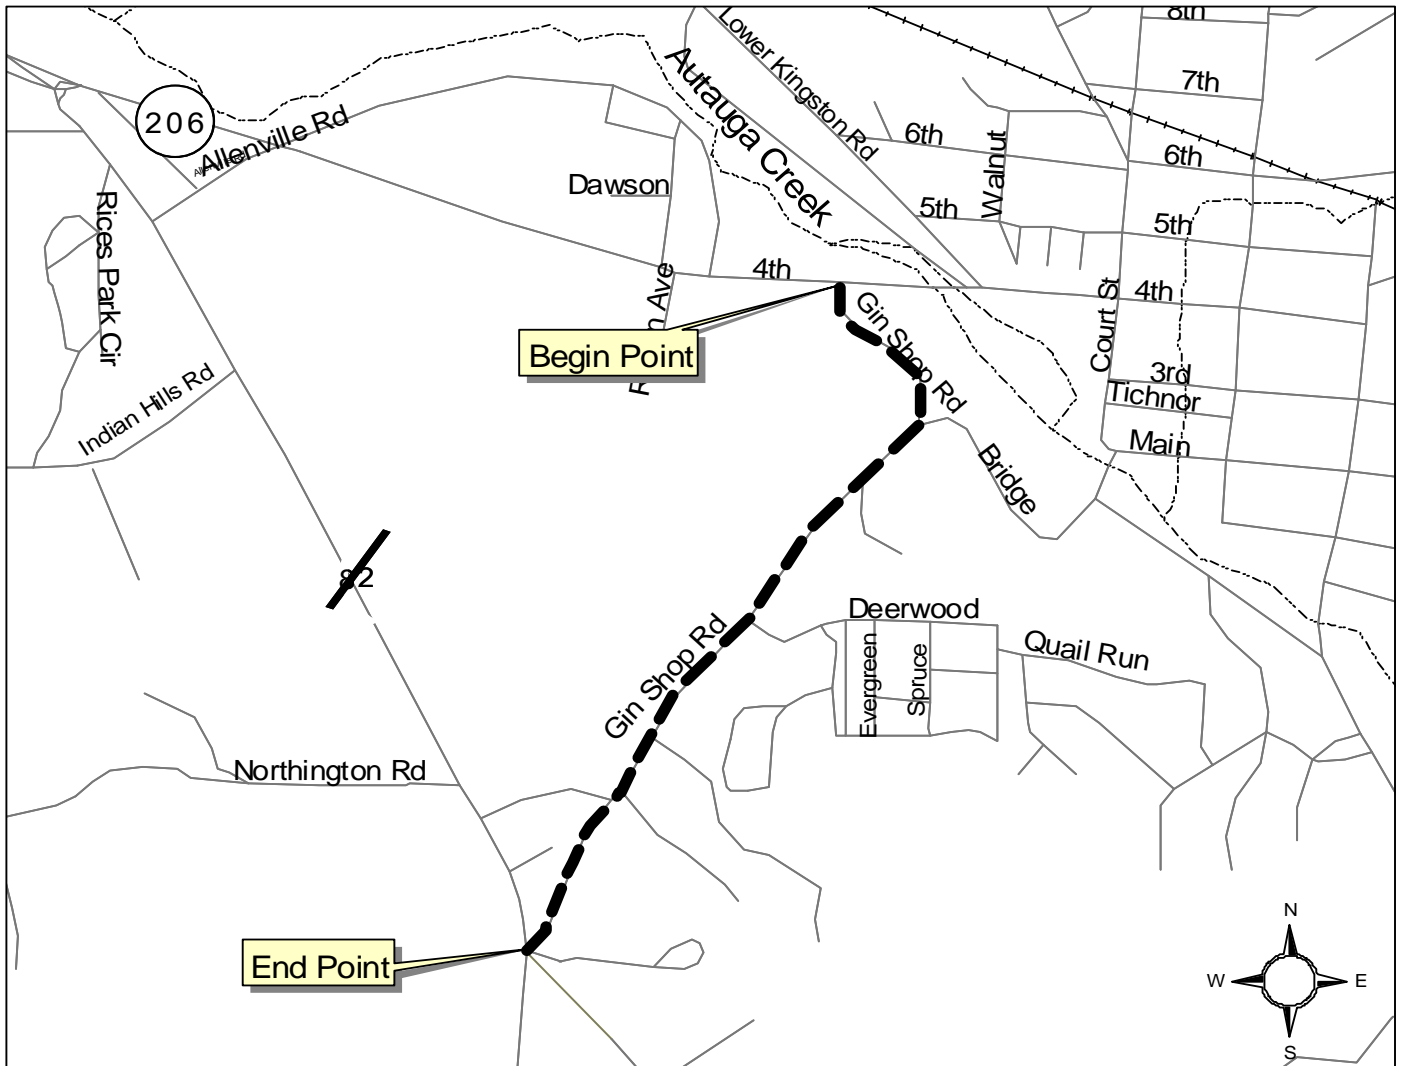 8th
Lower Kingston Rd
Autauga Creek
7th
206
Allenville Rd
6th
Walnut
6th
Dawson
Rices Park Cir
5th
5th
4th
Ave
4th
Gin Shop Rd
Court St
Begin Point
3rd
Tichnor
Indian Hills Rd
Main
Bridge
82
Deerwood
Evergreen
Spruce
Quail Run
Gin Shop Rd
Northington Rd
End Point
N
W
E
S